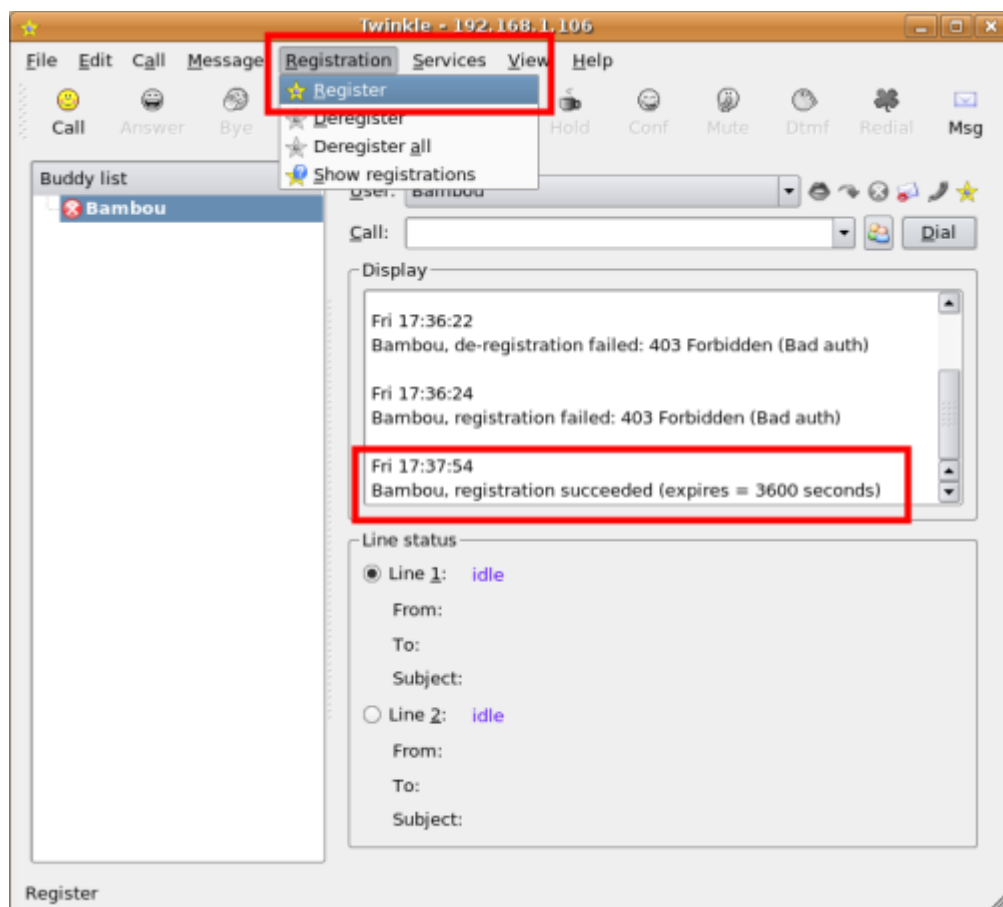 Twinkle - 192.168.1.106
File Edit Call Message Registration Services View Help
Register
Deregister
Deregister all
Show registrations
Call Answer Bye Hold Conf Mute Dtmf Redial Msg
Buddy list
Bambou
User: Bambou
Call: Dial
Display
Fri 17:36:22
Bambou, de-registration failed: 403 Forbidden (Bad auth)
Fri 17:36:24
Bambou, registration failed: 403 Forbidden (Bad auth)
Fri 17:37:54
Bambou, registration succeeded (expires = 3600 seconds)
Line status
Line 1: idle
From:
To:
Subject:
Line 2: idle
From:
To:
Subject:
Register